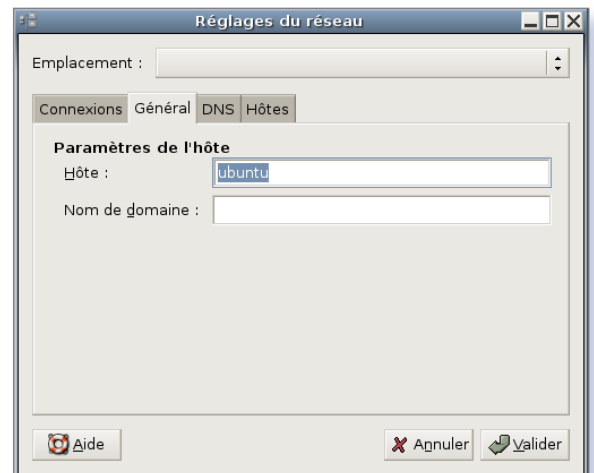 Réglages du réseau
Emplacement :
Connexions Général DNS Hôtes
Paramètres de l'hôte
Hôte : ubuntu
Nom de domaine :
Aide Annuler Valider